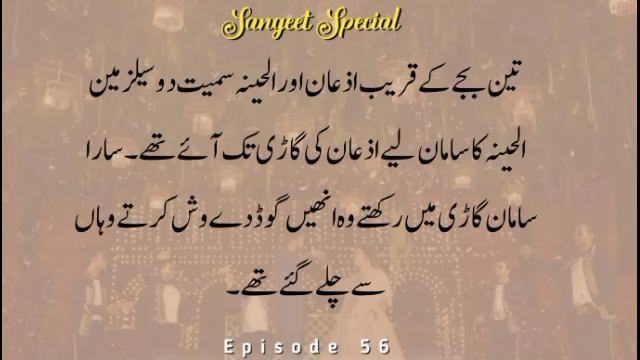 Sangeet Special
تین بجے کے قریب اذعان اور الحینہ سمیت دو سیلز مین
الحینہ کا سامان لیے اذعان کی گاڑی تک آئے تھے۔ سارا
سامان گاڑی میں رکھتے وہ انھیں گوڈ دے وش کرتے وہاں
سے چلے گئے تھے۔
Episode 56